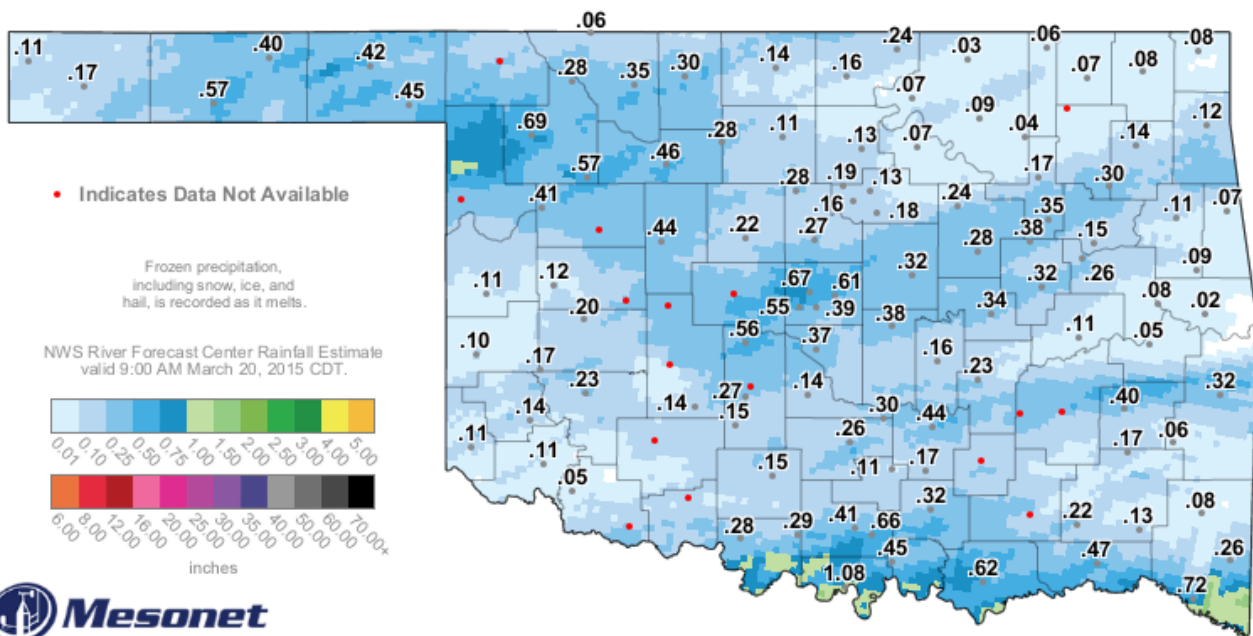 .06
.11 .40 .42 .14 .24 .03 .06 .08
.17 .28 .35 .30 .16 .07 .07 .08
.57 .45 .09 .12
.69 .28 .11 .13 .07 .04 .14
.57 .46 .17
• Indicates Data Not Available
.41 .28 .19 .13 .24 .30 .07
.16 .18 .35 .11
.44 .22 .27 .28 .38 .15
Frozen precipitation,
including snow, ice, and
hail, is recorded as it melts.
.11 .12 .67 .61 .32 .32 .26 .09
.20 .55 .39 .38 .34 .08 .02
NWS River Forecast Center Rainfall Estimate
valid 9:00 AM March 20, 2015 CDT.
.10 .17 .56 .37 .16 .11 .05
.23 .27 .14 .23 .32
.14 .14 .15 .30 .44 .40
0.01 0.10 0.25 0.50 0.75 1.00 1.50 2.00 2.50 3.00 4.00 5.00
.11 .11 .26 .17 .17 .06
.05 .15 .11
6.00 8.00 12.00 16.00 20.00 25.00 30.00 35.00 40.00 50.00 60.00 70.00+
inches
.28 .29 .41 .66 .32 .22 .13 .08
.45 .47 .26
1.08 .62 .72
Mesonet